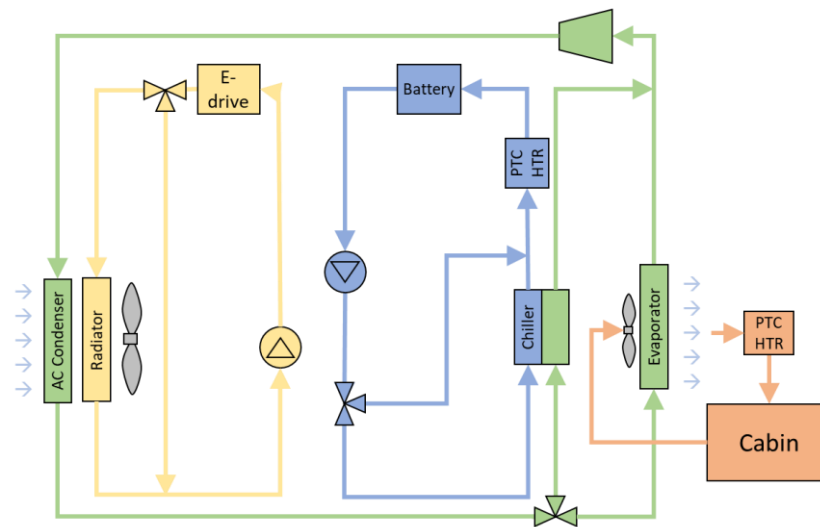 E-
drive
Battery
PTC
HTR
AC Condenser
Radiator
Chiller
Evaporator
PTC
HTR
Cabin